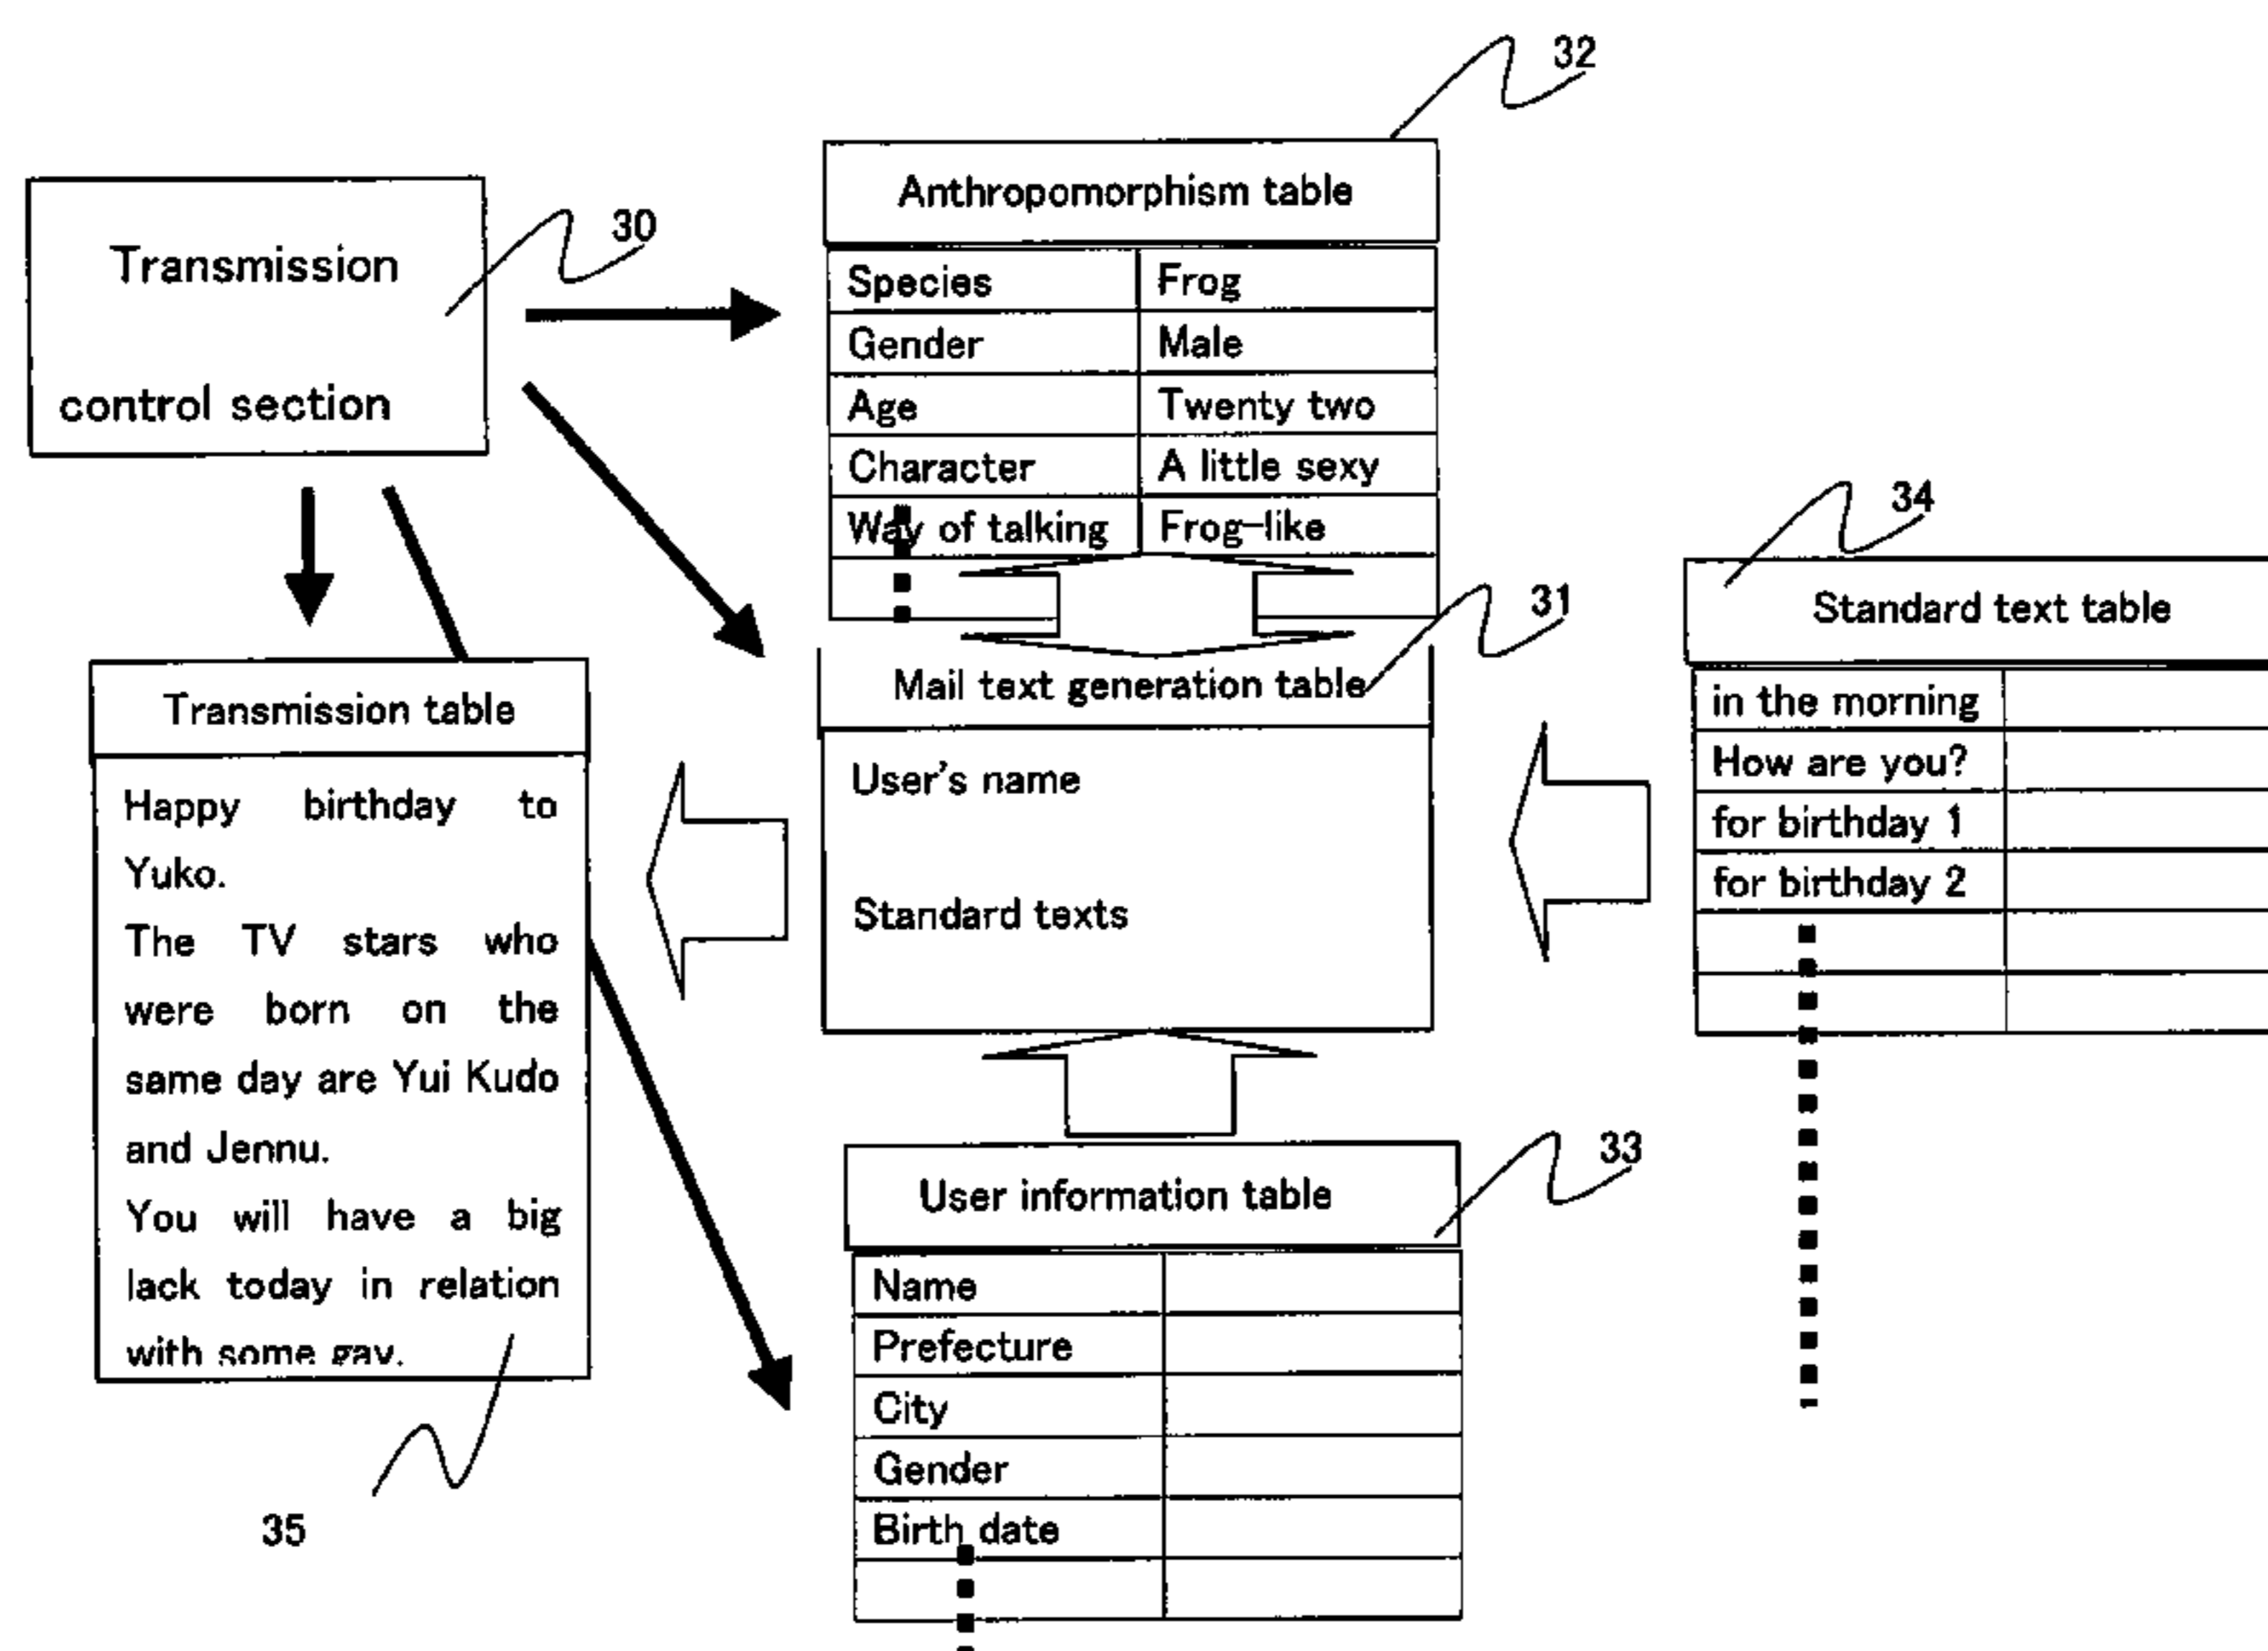 32
Anthropomorphism table
Species Frog
Gender Male
Age Twenty two
Character A little sexy
Way of talking Frog-like
30
Transmission
control section
34
Standard text table
in the morning
How are you?
for birthday 1
for birthday 2
31
Mail text generation table
User's name
Standard texts
Transmission table
Happy birthday to
Yuko.
The TV stars who
were born on the
same day are Yui Kudo
and Jennu.
You will have a big
lack today in relation
with some gay.
35
33
User information table
Name
Prefecture
City
Gender
Birth date